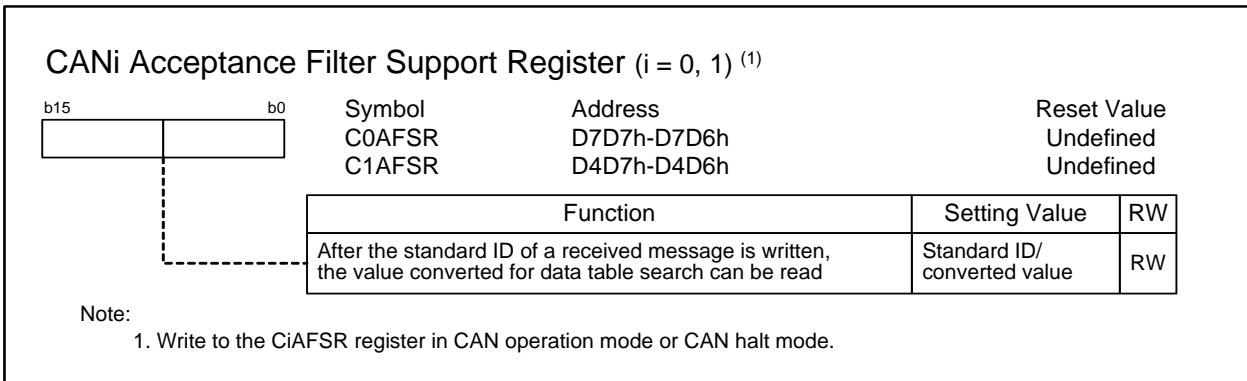 CANi Acceptance Filter Support Register (i = 0, 1) (1)
b15 b0 Symbol Address Reset Value
C0AFSR D7D7h-D7D6h Undefined
C1AFSR D4D7h-D4D6h Undefined
Function Setting Value RW
After the standard ID of a received message is written, Standard ID/
the value converted for data table search can be read converted value RW
Note:
1. Write to the CiAFSR register in CAN operation mode or CAN halt mode.